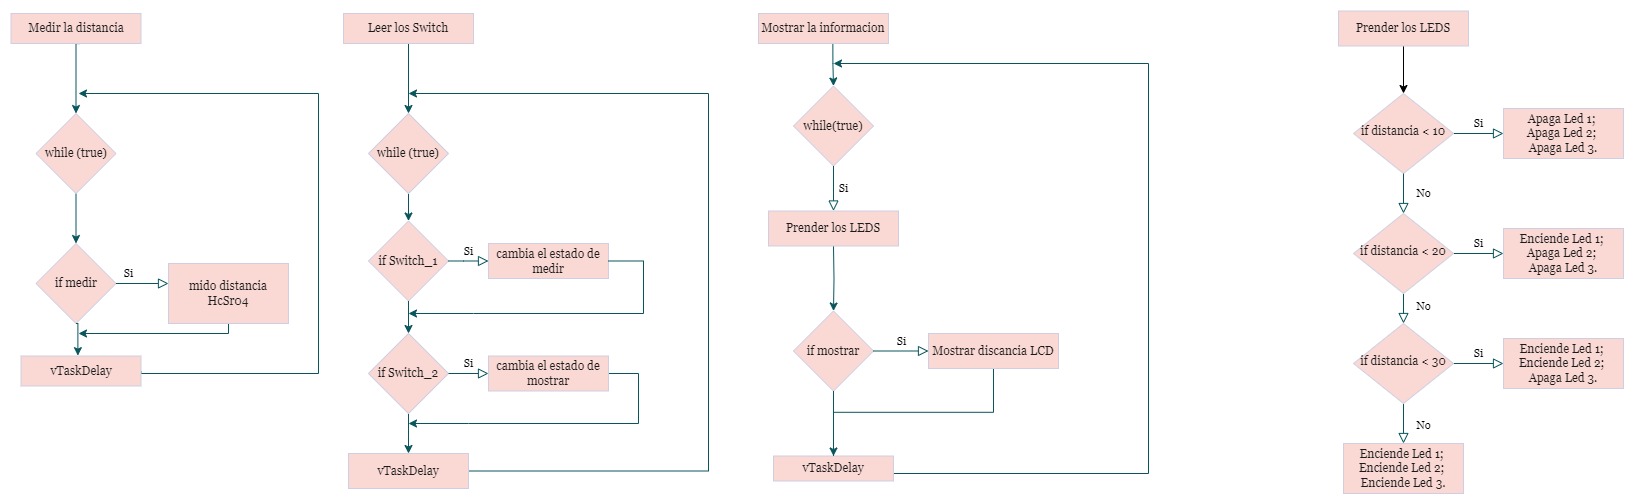 Medir la distancia
while (true)
if medir
Si
mido distancia
HcSr04
vTaskDelay
Leer los Switch
while (true)
if Switch_1
Si
cambia el estado de
medir
if Switch_2
Si
cambia el estado de
mostrar
vTaskDelay
Mostrar la informacion
while(true)
Si
Prender los LEDS
if mostrar
Si
Mostrar discancia LCD
vTaskDelay
Prender los LEDS
if distancia < 10
Si
Apaga Led 1;
Apaga Led 2;
Apaga Led 3.
No
if distancia < 20
Si
Enciende Led 1;
Apaga Led 2;
Apaga Led 3.
No
if distancia < 30
Si
Enciende Led 1;
Enciende Led 2;
Apaga Led 3.
No
Enciende Led 1;
Enciende Led 2;
Enciende Led 3.